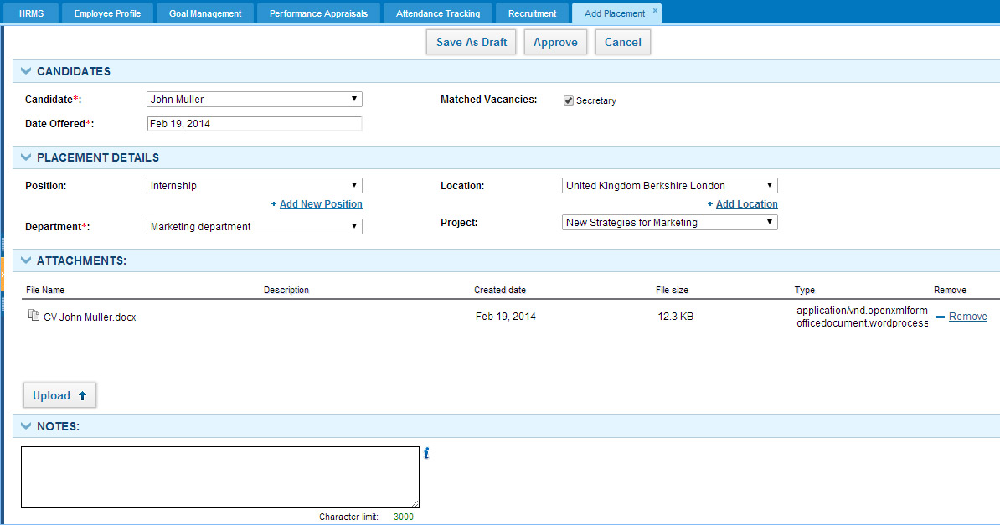 HRMS Employee Profile Goal Management Performance Appraisals Attendance Tracking Recruitment Add Placement ×
Save As Draft Approve Cancel
CANDIDATES
Candidate*: John Muller Matched Vacancies: Secretary
Date Offered*: Feb 19, 2014
PLACEMENT DETAILS
Position: Internship Location: United Kingdom Berkshire London
+ Add New Position + Add Location
Department*: Marketing department Project: New Strategies for Marketing
ATTACHMENTS:
File Name Description Created date File size Type Remove
CV John Muller.docx Feb 19, 2014 12.3 KB application/vnd.openxmlform Remove
officedocument.wordprocess
Upload
NOTES:
i
Character limit: 3000